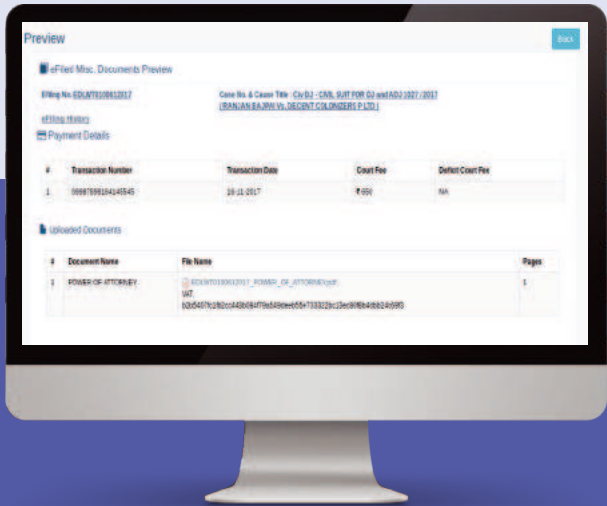 Preview
Back
eFiled Misc. Documents Preview
Efiling No. EDLWT0100612017
Case No. & Cause Title : Civ DJ - CIVIL SUIT FOR DJ and ADJ 1027 / 2017
( RANJAN BAJPAI Vs. DECENT COLONIZERS P LTD )
eFiling History
Payment Details
# Transaction Number Transaction Date Court Fee Deficit Court Fee
1 16-11-2017 ₹ 650 NA
Uploaded Documents
# Document Name File Name Pages
1 POWER OF ATTORNEY EDLWT0100612017_POWER_OF_ATTORNEY.pdf 1